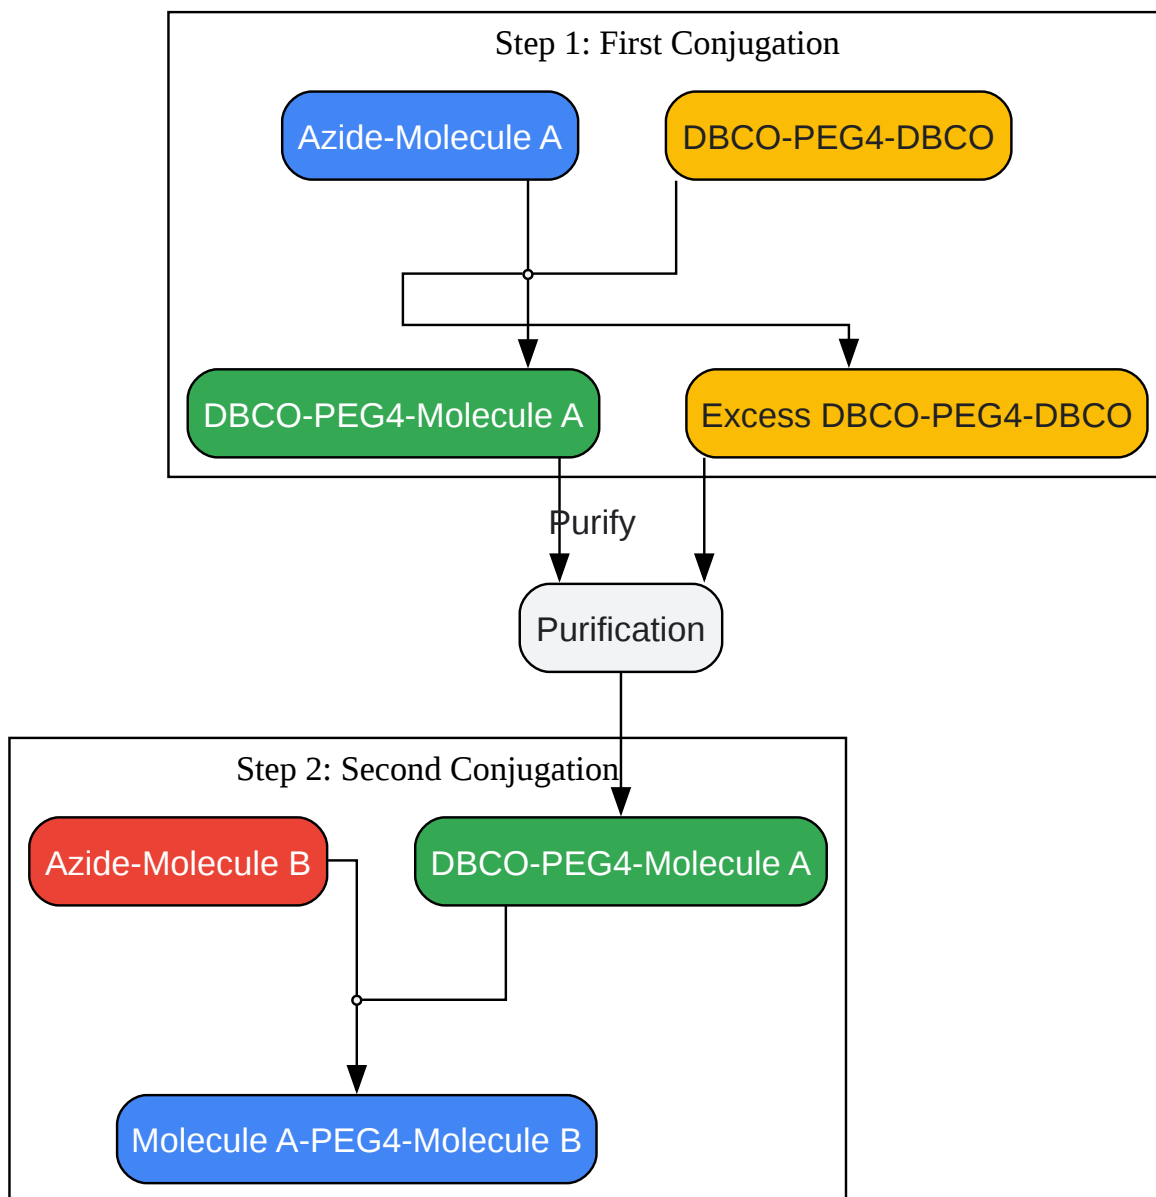 Step 1: First Conjugation
Azide-Molecule A
DBCO-PEG4-DBCO
DBCO-PEG4-Molecule A
Excess DBCO-PEG4-DBCO
Purify
Purification
Step 2: Second Conjugation
Azide-Molecule B
DBCO-PEG4-Molecule A
Molecule A-PEG4-Molecule B